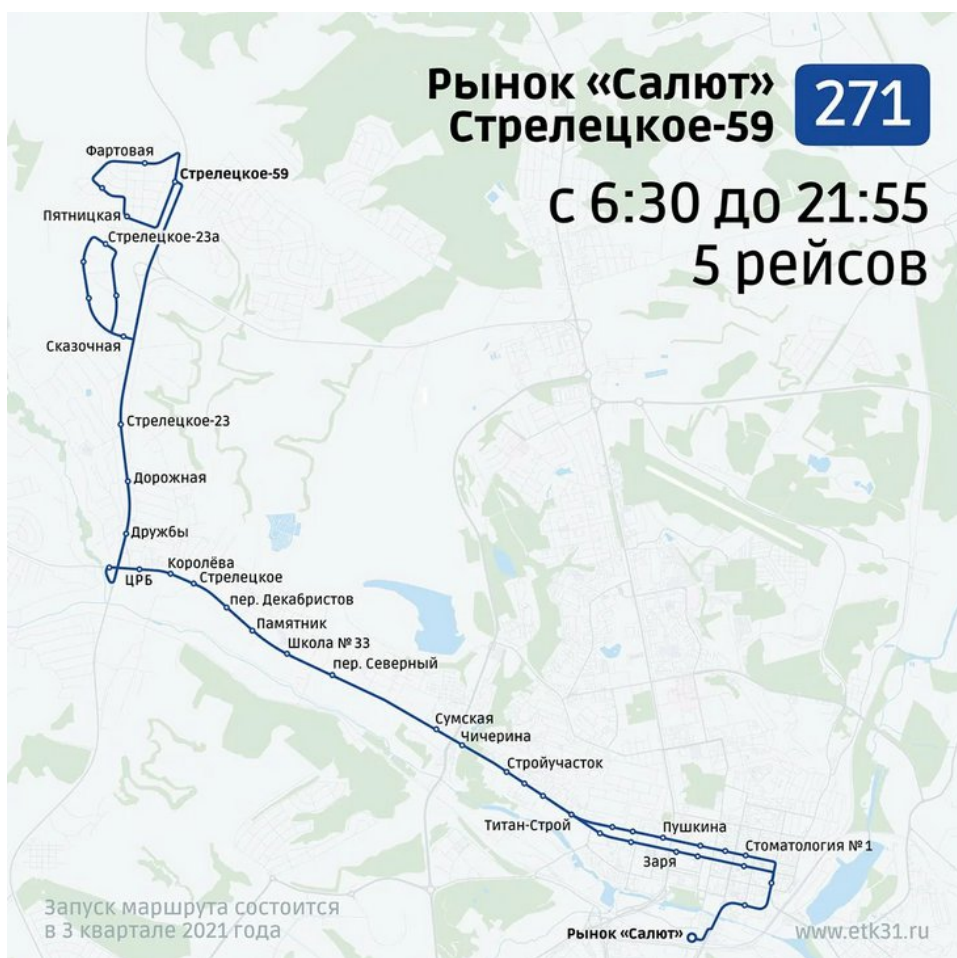 Рынок «Салют»
Стрелецкое-59
271
с 6:30 до 21:55
5 рейсов
Фартовая
Стрелецкое-59
Пятницкая
Стрелецкое-23а
Сказочная
Стрелецкое-23
Дорожная
Дружбы
ЦРБ
Королёва
Стрелецкое
пер. Декабристов
Памятник
Школа № 33
пер. Северный
Сумская
Чичерина
Стройучасток
Титан-Строй
Пушкина
Стоматология № 1
Заря
Рынок «Салют»
Запуск маршрута состоится
в 3 квартале 2021 года
www.etk31.ru